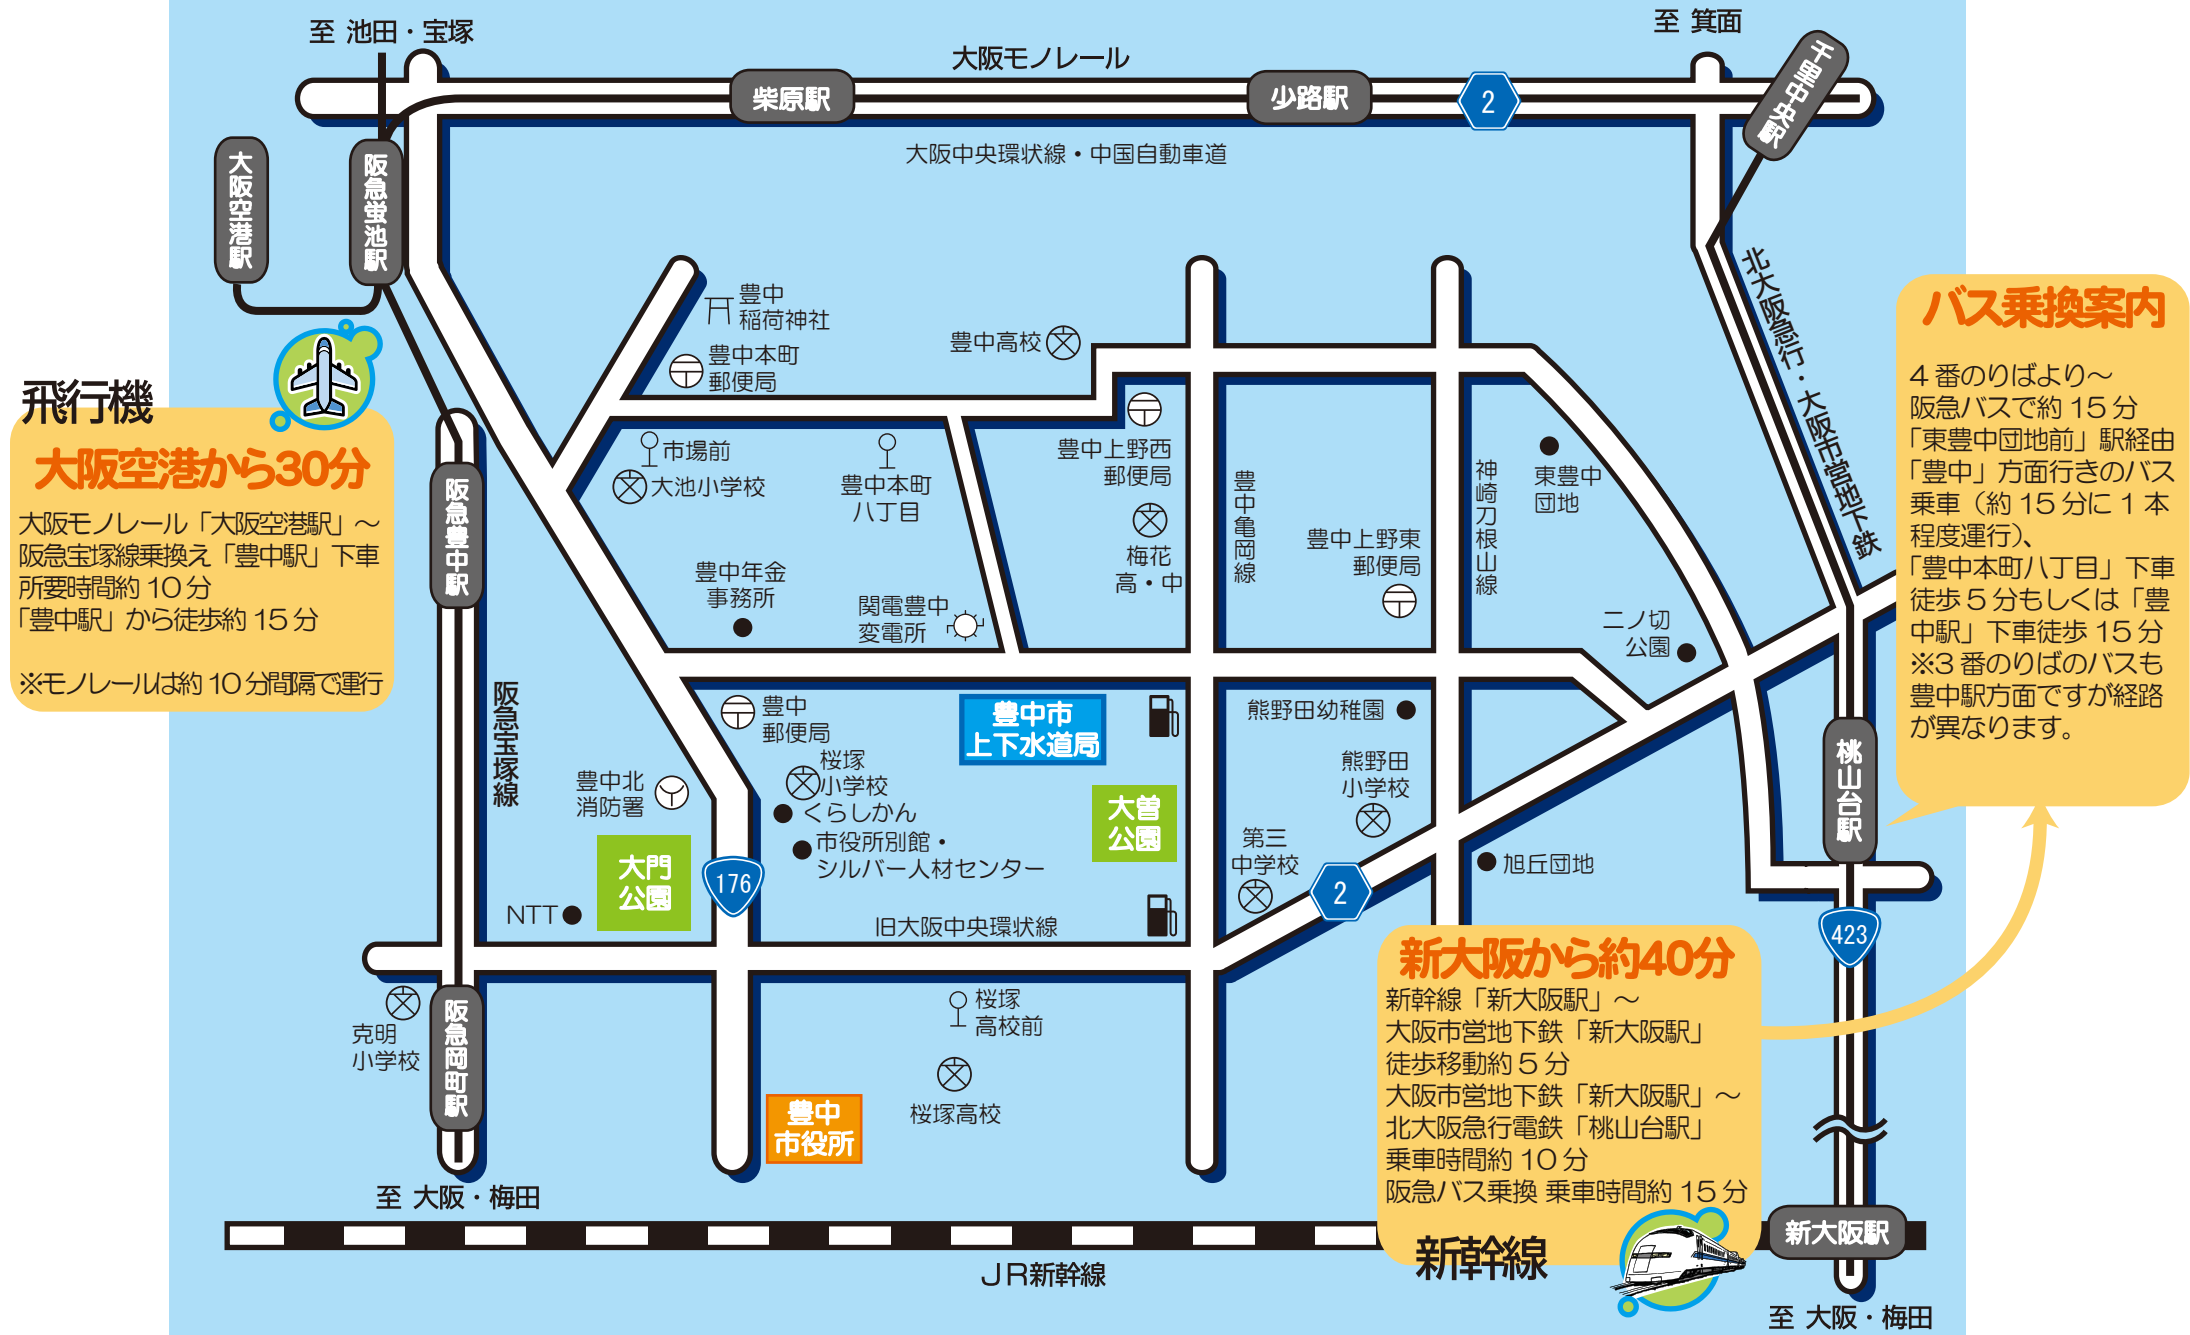 至 池田・宝塚
大阪モノレール
至 箕面
千里中央駅
柴原駅
少路駅
2
大阪中央環状線・中国自動車道
大阪空港駅
阪急蛍池駅
北大阪急行・大阪市営地下鉄
豊中
稲荷神社
豊中本町
郵便局
豊中高校
飛行機
大阪空港から30分
大阪モノレール「大阪空港駅」～
阪急宝塚線乗換え「豊中駅」下車
所要時間約10分
「豊中駅」から徒歩約15分
※モノレールは約10分間隔で運行
バス乗換案内
4番のりばより～
阪急バスで約15分
「東豊中団地前」駅経由
「豊中」方面行きのバス
乗車（約15分に1本
程度運行）、
「豊中本町八丁目」下車
徒歩5分もしくは「豊
中駅」下車徒歩15分
※3番のりばのバスも
豊中駅方面ですが経路
が異なります。
阪急豊中駅
市場前
大池小学校
豊中本町
八丁目
豊中上野西
郵便局
梅花
高・中
豊中亀岡線
神崎刀根山線
東豊中
団地
豊中上野東
郵便局
豊中年金
事務所
関電豊中
変電所
二ノ切
公園
阪急宝塚線
豊中
郵便局
豊中市
上下水道局
熊野田幼稚園
熊野田
小学校
桃山台駅
豊中北
消防署
桜塚
小学校
くらしかん
市役所別館・
シルバー人材センター
大曽
公園
第三
中学校
旭丘団地
大門
公園
176
2
NTT
旧大阪中央環状線
423
克明
小学校
阪急岡町駅
桜塚
高校前
桜塚高校
豊中
市役所
新大阪から約40分
新幹線「新大阪駅」～
大阪市営地下鉄「新大阪駅」
徒歩移動約5分
大阪市営地下鉄「新大阪駅」～
北大阪急行電鉄「桃山台駅」
乗車時間約10分
阪急バス乗換 乗車時間約15分
新幹線
至 大阪・梅田
JR新幹線
新大阪駅
至 大阪・梅田